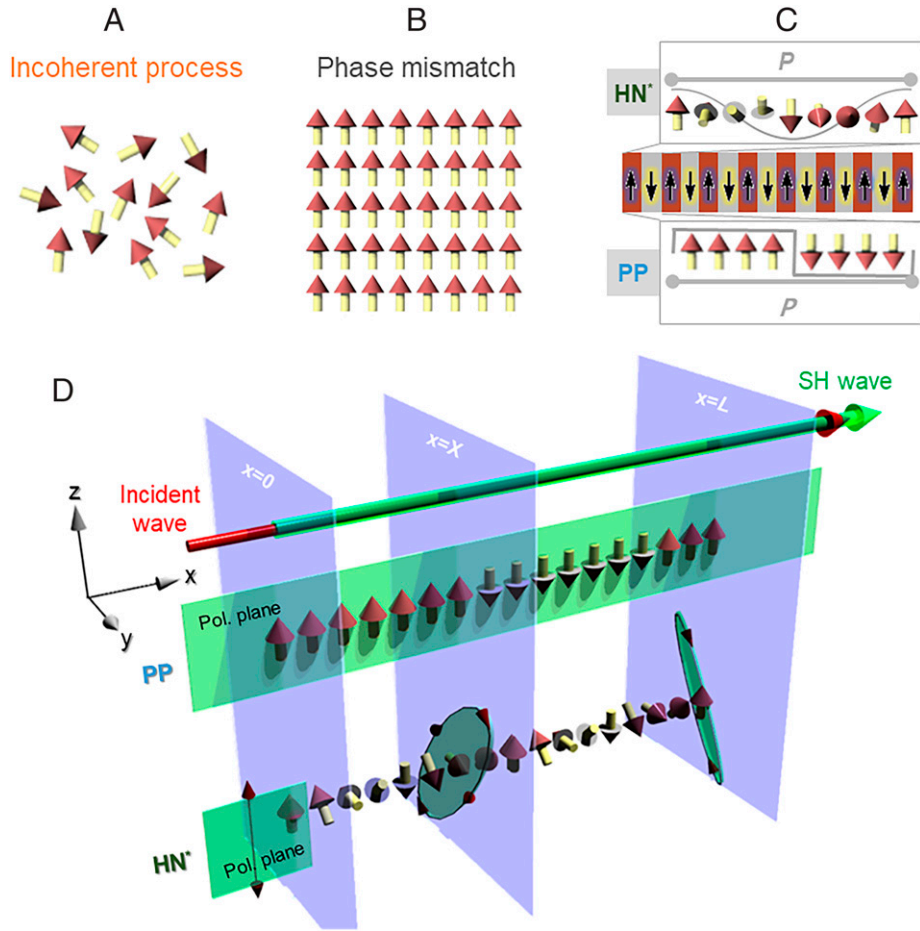 A
Incoherent process
B
Phase mismatch
C
P
HN*
PP
P
D
SH wave
x=L
x=X
x=0
Incident
wave
z
x
y
Pol. plane
PP
HN*
Pol. plane